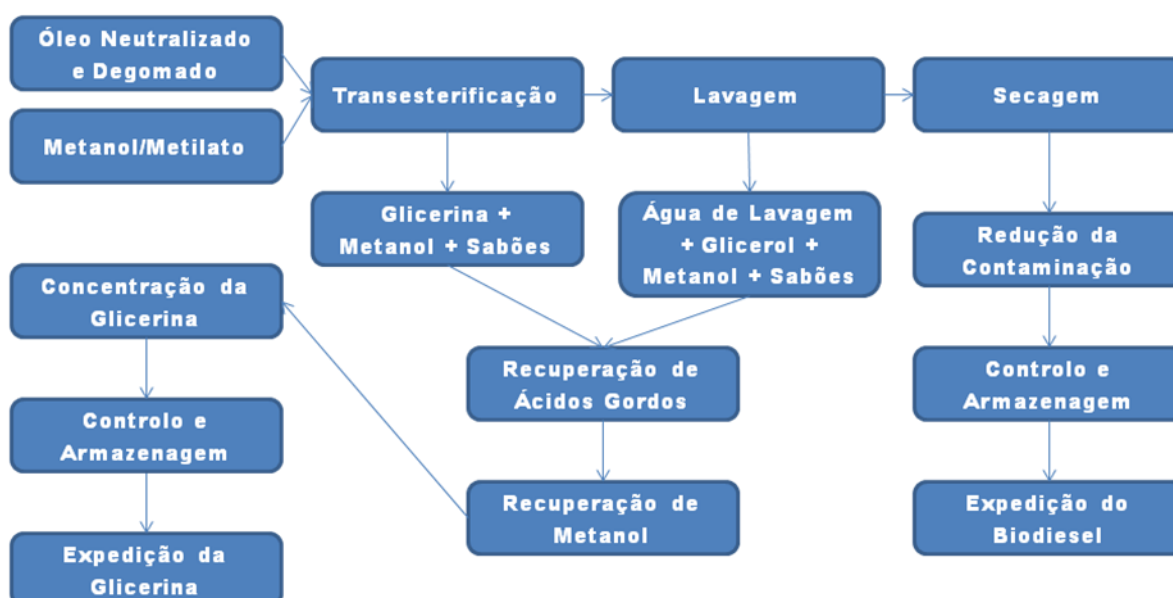 Óleo Neutralizado
e Degomado
Metanol/Metilato
Transesterificação
Lavagem
Secagem
Glicerina +
Metanol + Sabões
Água de Lavagem
+ Glicerol +
Metanol + Sabões
Redução da
Contaminação
Concentração da
Glicerina
Recuperação de
Ácidos Gordos
Controlo e
Armazenagem
Controlo e
Armazenagem
Recuperação de
Metanol
Expedição do
Biodiesel
Expedição da
Glicerina